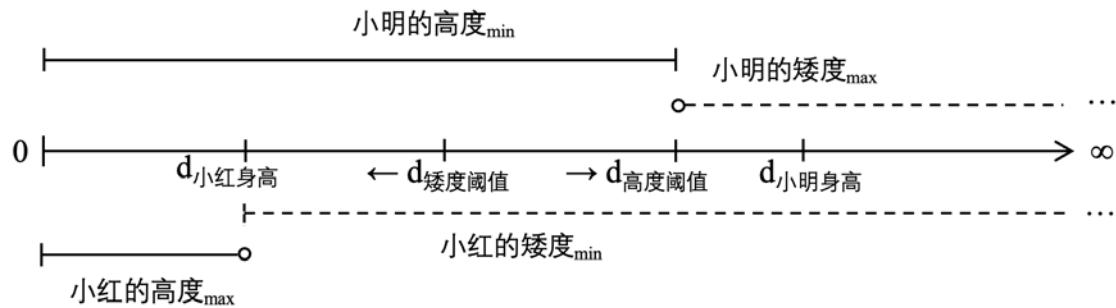 小明的高度min
小明的矮度max
…
0 ∞
d小红身高 ← d矮度阈值 → d高度阈值 d小明身高
…
小红的矮度min
小红的高度max